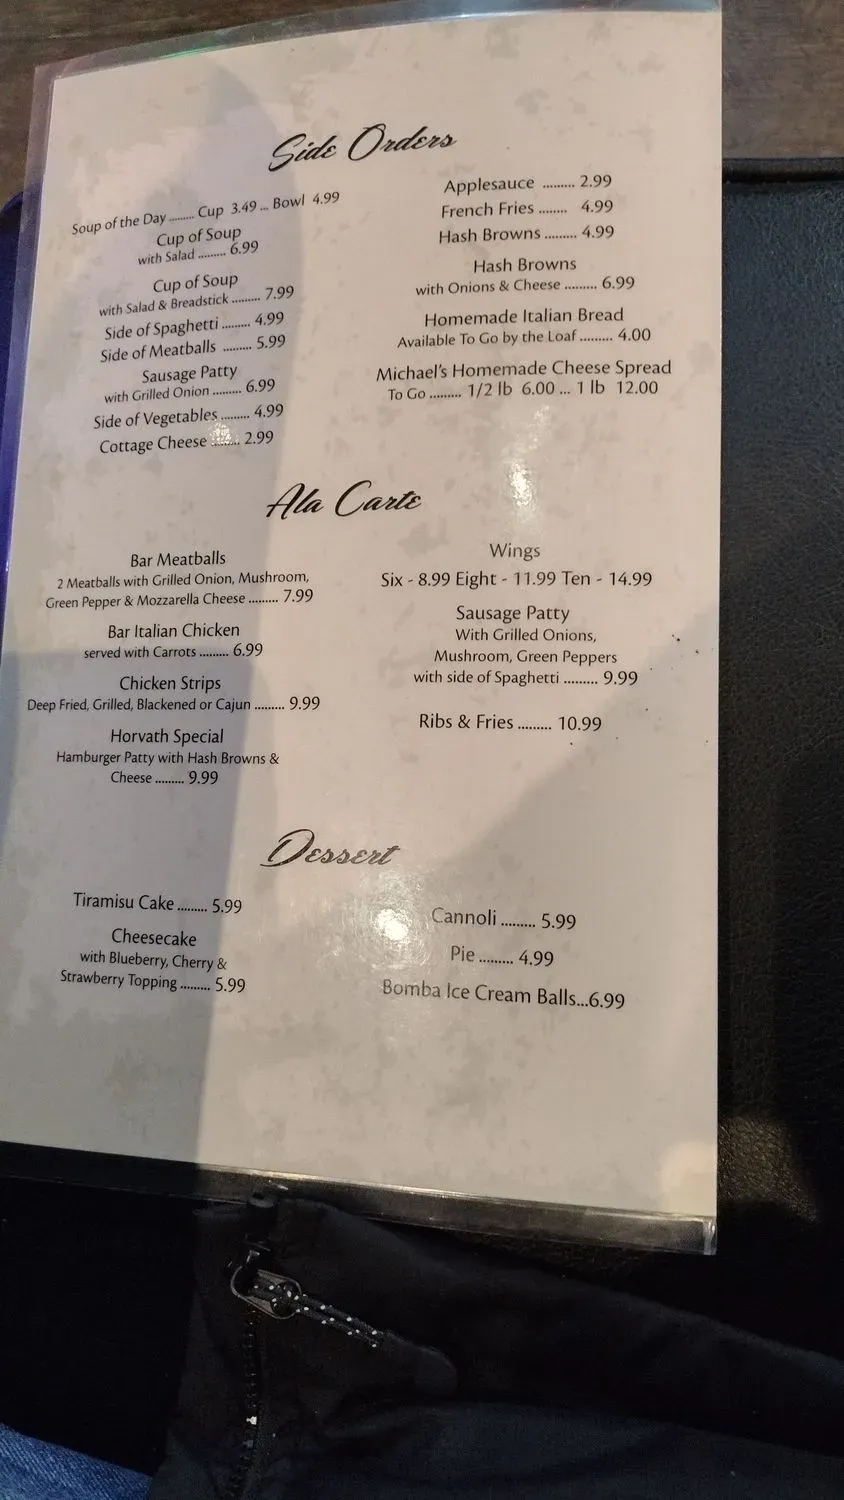 Side Orders
Soup of the Day ......... Cup 3.49 ... Bowl 4.99
Cup of Soup
with Salad ......... 6.99
Cup of Soup
with Salad & Breadstick ......... 7.99
Side of Spaghetti ......... 4.99
Side of Meatballs ......... 5.99
Sausage Patty
with Grilled Onion ......... 6.99
Side of Vegetables ......... 4.99
Cottage Cheese ......... 2.99
Applesauce ......... 2.99
French Fries ......... 4.99
Hash Browns ......... 4.99
Hash Browns
with Onions & Cheese ......... 6.99
Homemade Italian Bread
Available To Go by the Loaf ......... 4.00
Michael's Homemade Cheese Spread
To Go ......... 1/2 lb 6.00 ... 1 lb 12.00
Ala Carte
Bar Meatballs
2 Meatballs with Grilled Onion, Mushroom,
Green Pepper & Mozzarella Cheese ......... 7.99
Bar Italian Chicken
served with Carrots ......... 6.99
Chicken Strips
Deep Fried, Grilled, Blackened or Cajun ......... 9.99
Horvath Special
Hamburger Patty with Hash Browns &
Cheese ......... 9.99
Wings
Six - 8.99 Eight - 11.99 Ten - 14.99
Sausage Patty
With Grilled Onions,
Mushroom, Green Peppers
with side of Spaghetti ......... 9.99
Ribs & Fries ......... 10.99
Dessert
Tiramisu Cake ......... 5.99
Cheesecake
with Blueberry, Cherry &
Strawberry Topping ......... 5.99
Cannoli ......... 5.99
Pie ......... 4.99
Bomba Ice Cream Balls...6.99